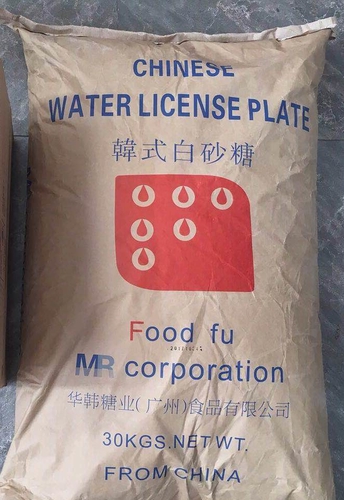 CHINESE
WATER LICENSE PLATE
韓式白砂糖
Food fu
MR corporation
华韩糖业(广州)食品有限公司
30KGS.NET WT.
FROM CHINA